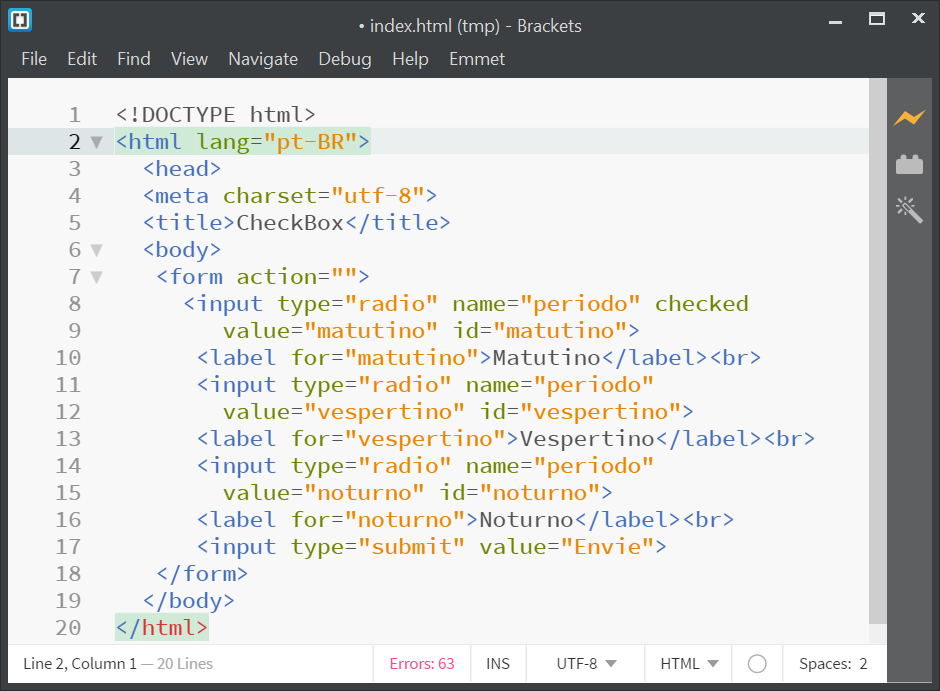 • index.html (tmp) - Brackets
File Edit Find View Navigate Debug Help Emmet
1 <!DOCTYPE html>
2 <html lang="pt-BR">
3 <head>
4 <meta charset="utf-8">
5 <title>CheckBox</title>
6 <body>
7 <form action="">
8 <input type="radio" name="periodo" checked
9 value="matutino" id="matutino">
10 <label for="matutino">Matutino</label><br>
11 <input type="radio" name="periodo"
12 value="vespertino" id="vespertino">
13 <label for="vespertino">Vespertino</label><br>
14 <input type="radio" name="periodo"
15 value="noturno" id="noturno">
16 <label for="noturno">Noturno</label><br>
17 <input type="submit" value="Envie">
18 </form>
19 </body>
20 </html>
Line 2, Column 1 — 20 Lines Errors: 63 INS UTF-8 HTML Spaces: 2